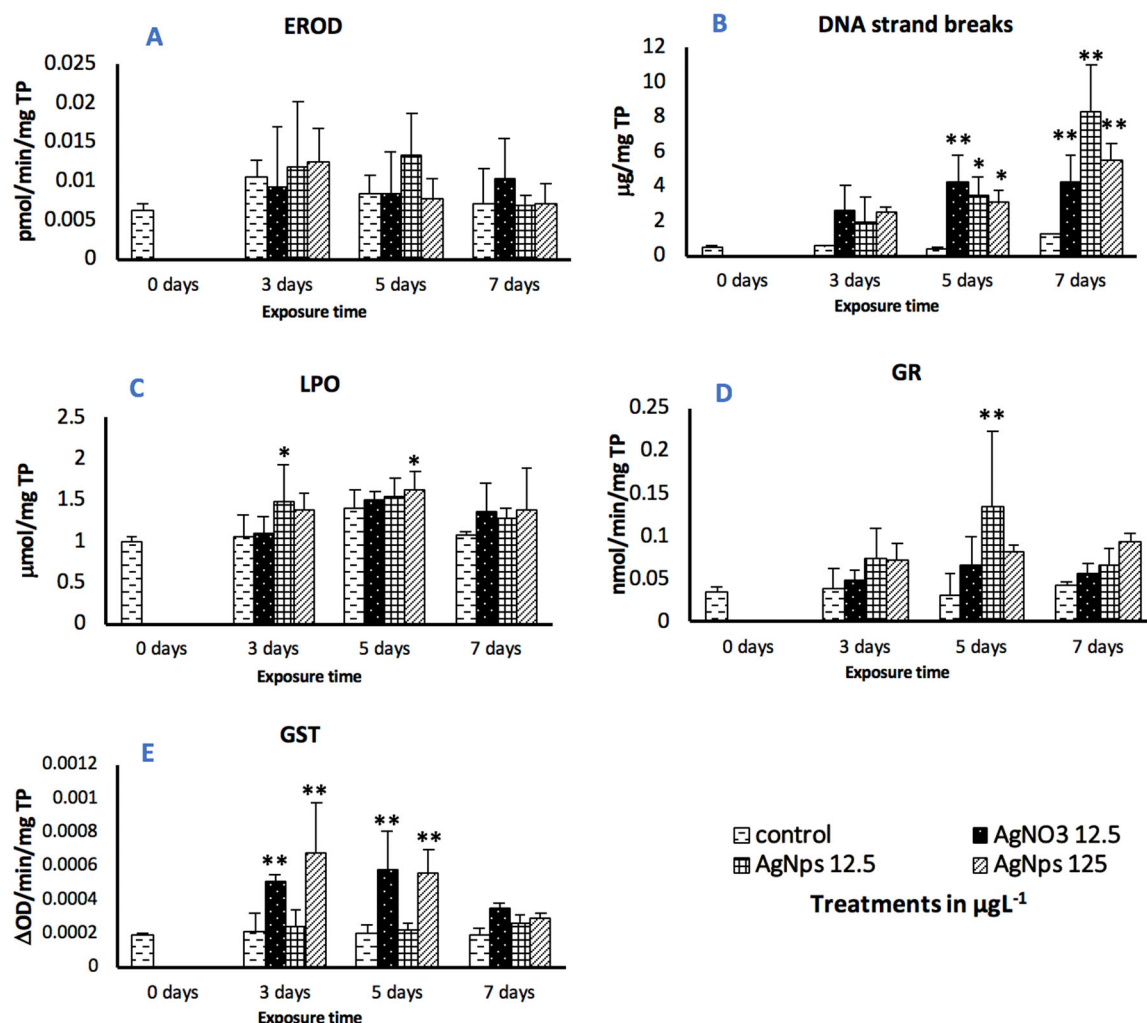 A
EROD
pmol/min/mg TP
0.025
0.02
0.015
0.01
0.005
0
0 days
3 days
5 days
7 days
Exposure time
B
DNA strand breaks
µg/mg TP
12
10
8
6
4
2
0
**
*
*
**
**
**
0 days
3 days
5 days
7 days
Exposure time
C
LPO
µmol/mg TP
2.5
2
1.5
1
0.5
0
*
*
0 days
3 days
5 days
7 days
Exposure time
D
GR
nmol/min/mg TP
0.25
0.2
0.15
0.1
0.05
0
**
0 days
3 days
5 days
7 days
Exposure time
E
GST
ΔOD/min/mg TP
0.0012
0.001
0.0008
0.0006
0.0004
0.0002
0
**
**
**
**
0 days
3 days
5 days
7 days
Exposure time
control
AgNO3 12.5
AgNps 12.5
AgNps 125
Treatments in µgL⁻¹